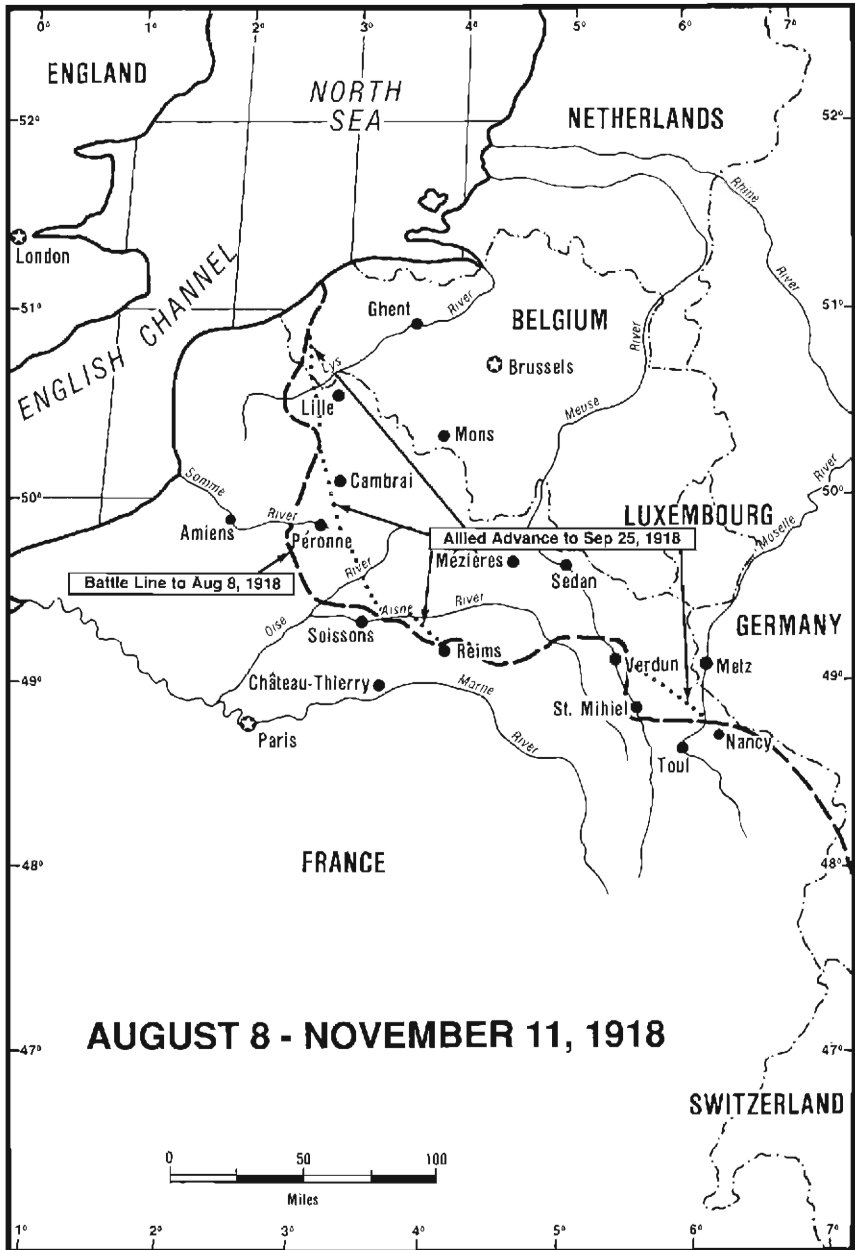 0° 1° 2° 3° 4° 5° 6° 7°
ENGLAND
NORTH
SEA
NETHERLANDS
52° 52°
Rhine
River
London
ENGLISH CHANNEL
51° 51°
Ghent
River
BELGIUM
Brussels
River
Lys
Lille
Meuse
Mons
Cambrai
River
Somme
50° 50°
River
LUXEMBOURG
Moselle
Amiens
Péronne
Allied Advance to Sep 25, 1918
Mézières
Sedan
Battle Line to Aug 8, 1918
River
Oise
Aisne
River
Soissons
GERMANY
Reims
Verdun
Metz
49° 49°
Château-Thierry
Marne
River
St. Mihiel
Paris
Nancy
Toul
48° 48°
FRANCE
AUGUST 8 - NOVEMBER 11, 1918
47° 47°
SWITZERLAND
0 50 100
Miles
1° 2° 3° 4° 5° 6° 7°